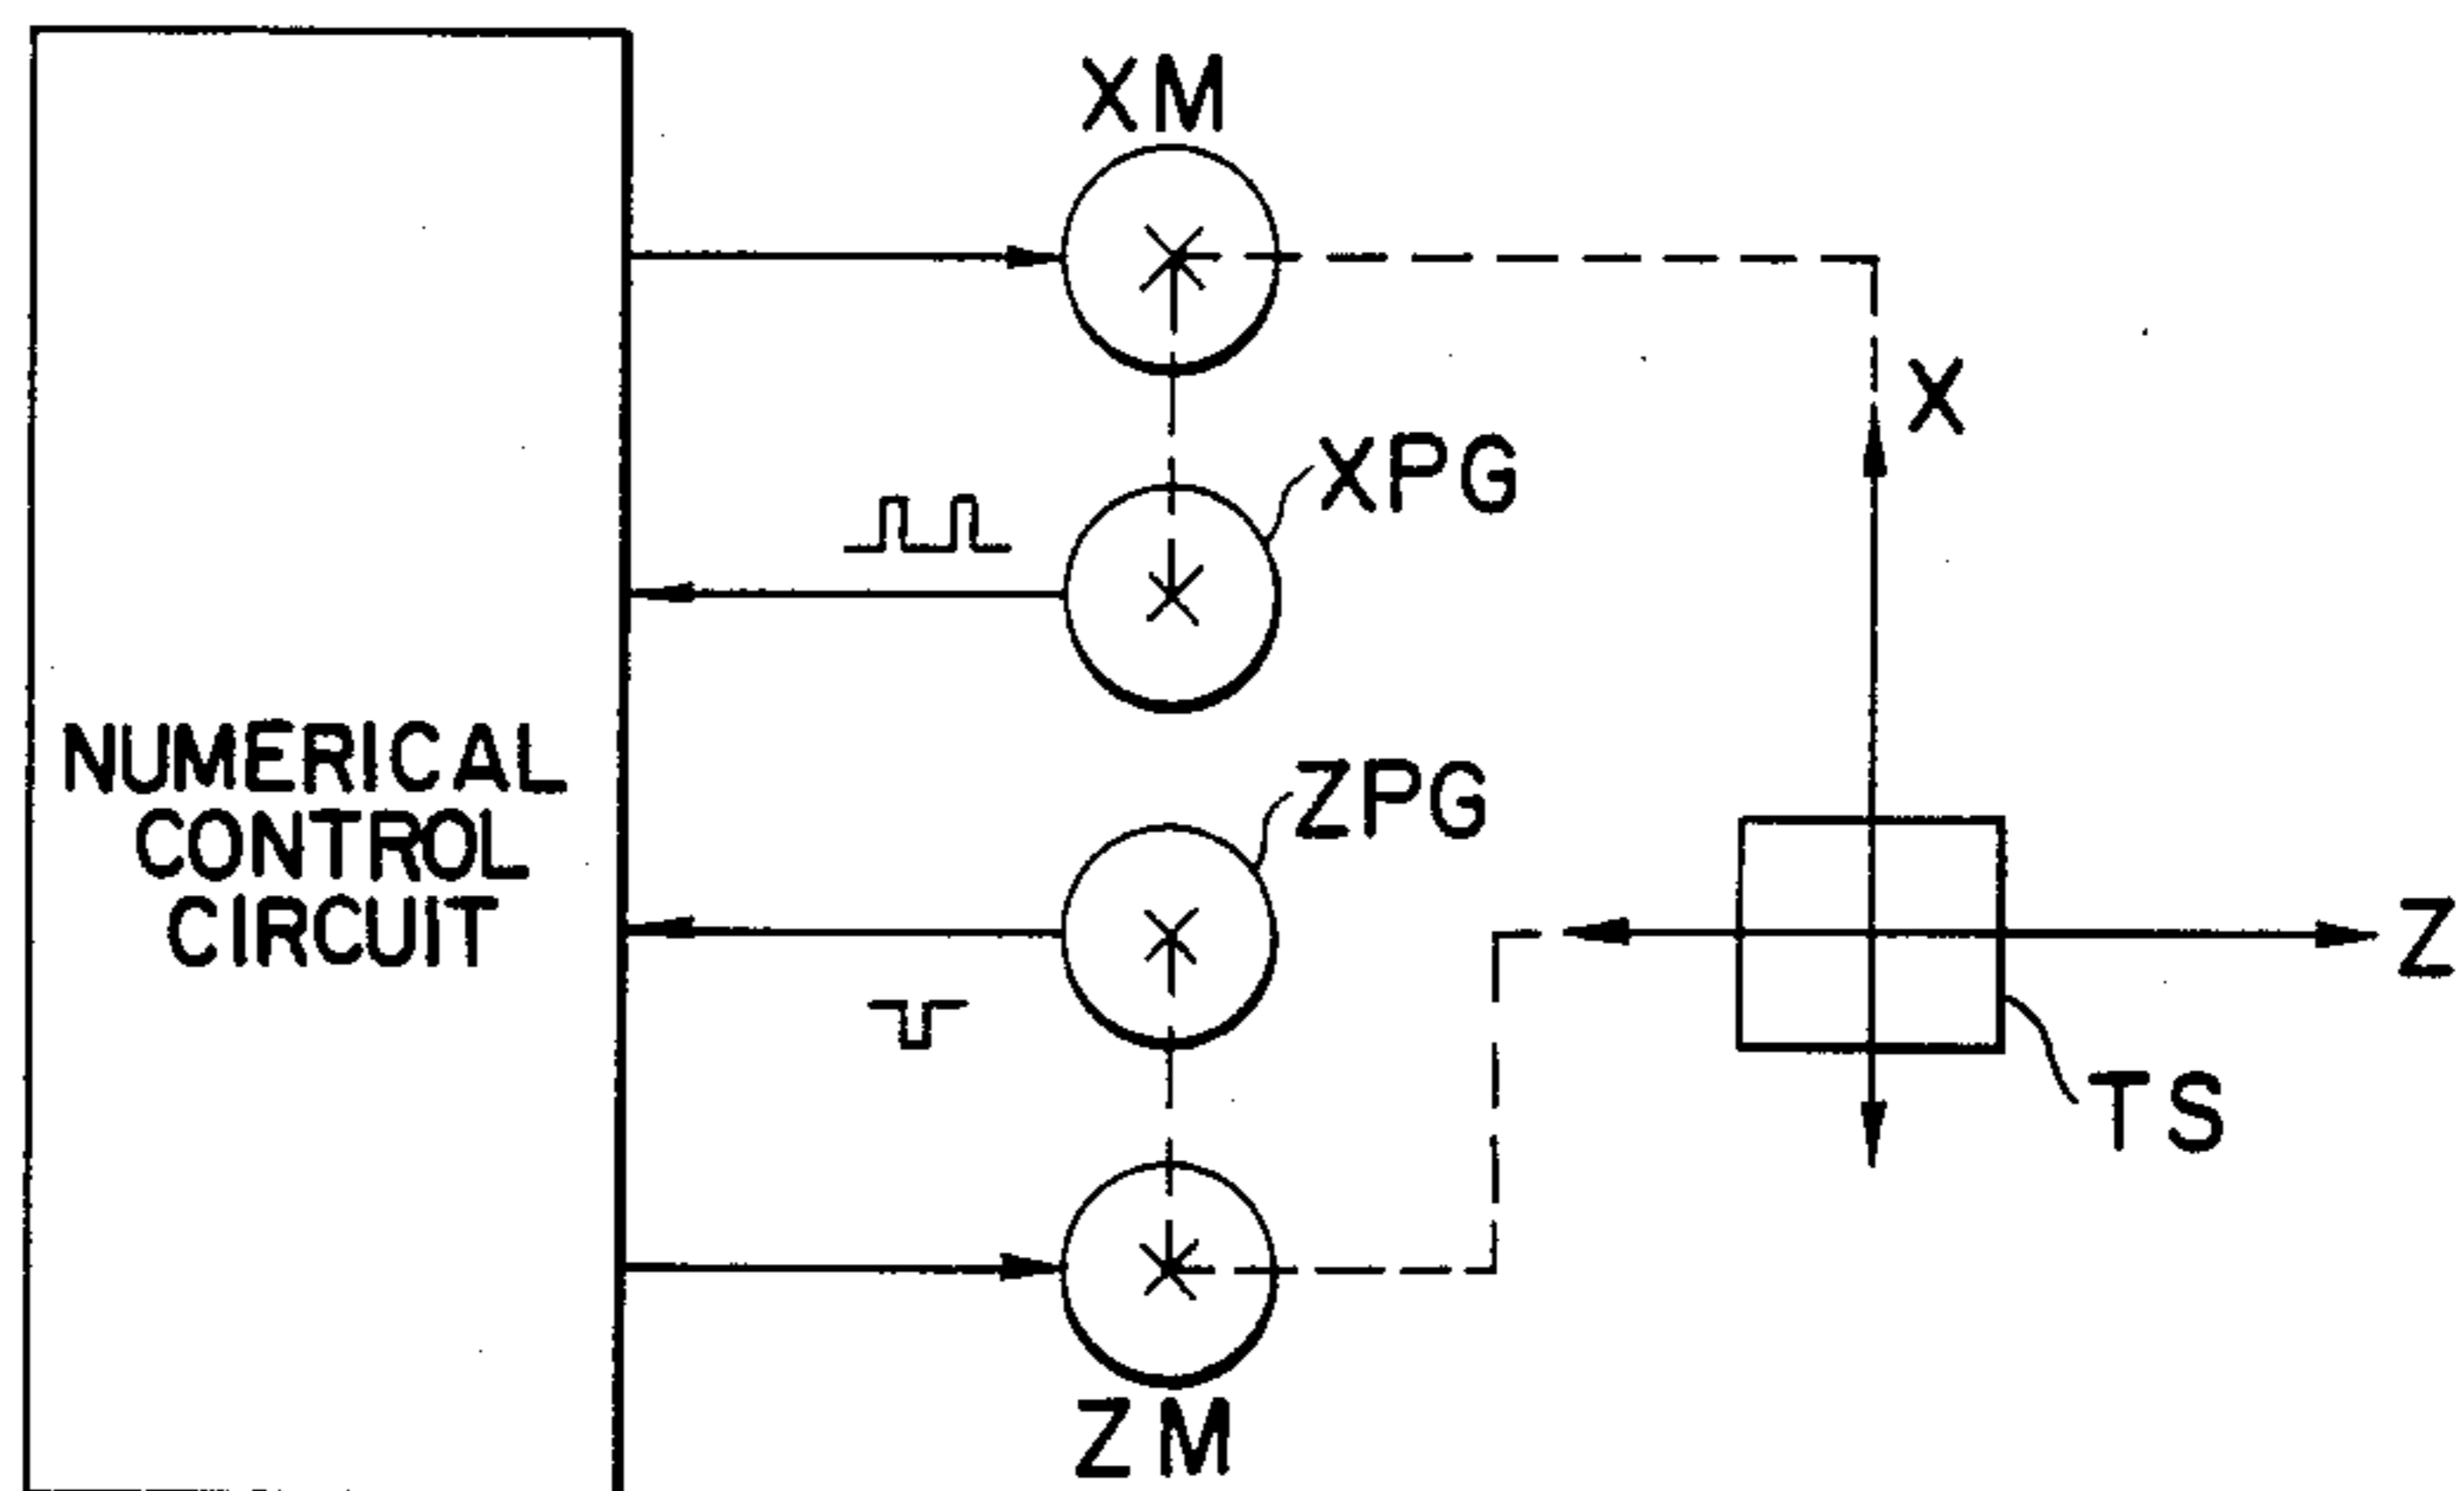 XM
X
XPG
NUMERICAL
CONTROL
CIRCUIT
ZPG
Z
TS
ZM